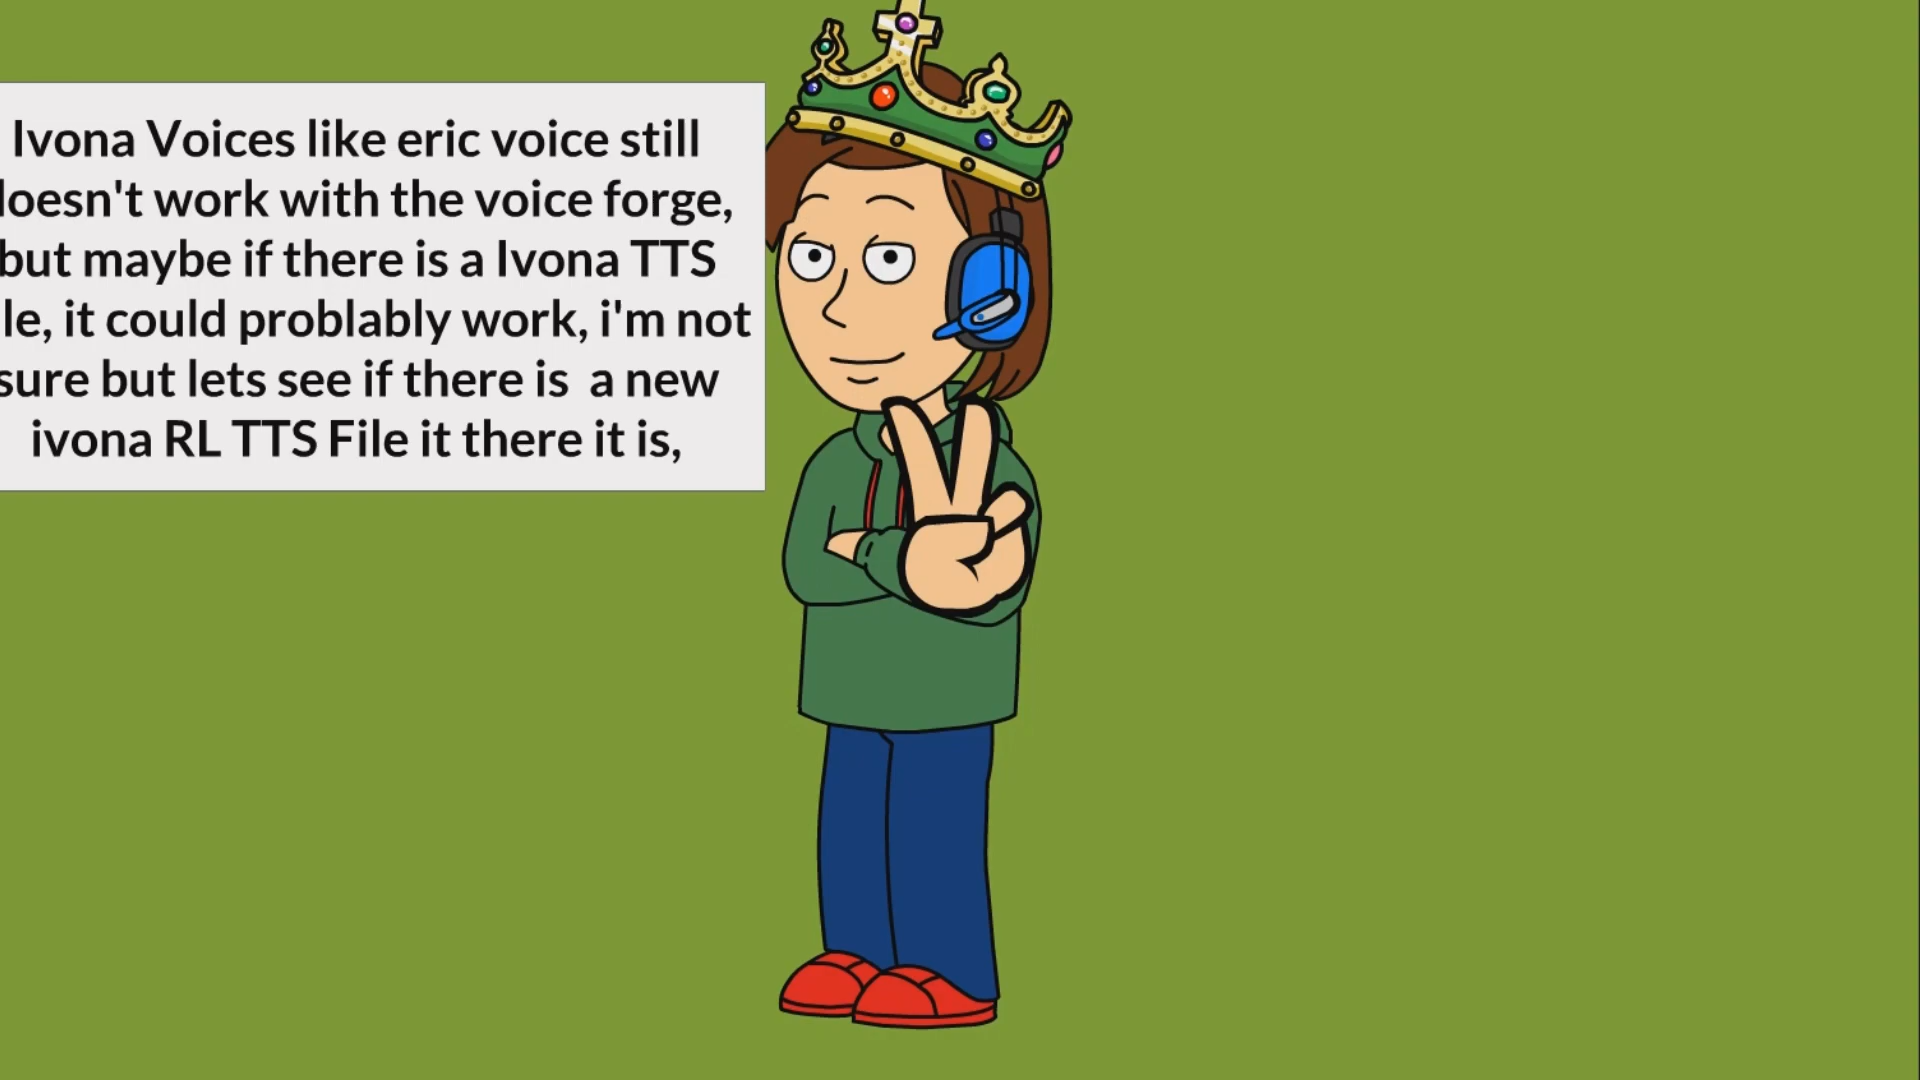 Ivona Voices like eric voice still
doesn't work with the voice forge,
but maybe if there is a Ivona TTS
le, it could problably work, i'm not
sure but lets see if there is a new
ivona RL TTS File it there it is,